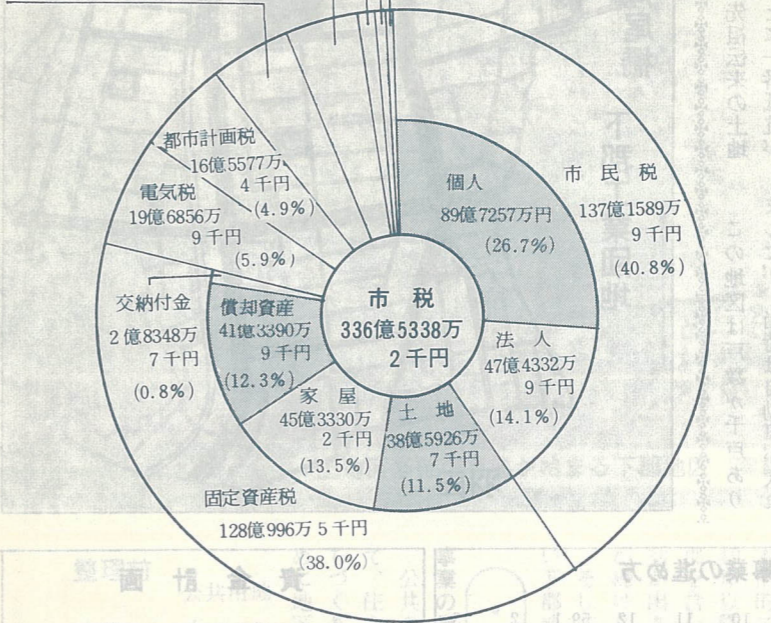 市税
336億5338万
2千円
市民税
137億1589万
9千円
(40.8%)
個人
89億7257万円
(26.7%)
法人
47億4332万
9千円
(14.1%)
固定資産税
128億996万5千円
(38.0%)
土地
38億5926万
7千円
(11.5%)
家屋
45億3330万
2千円
(13.5%)
償却資産
41億3390万
9千円
(12.3%)
交納付金
2億8348万
7千円
(0.8%)
電気税
19億6856万
9千円
(5.9%)
都市計画税
16億5577万
4千円
(4.9%)